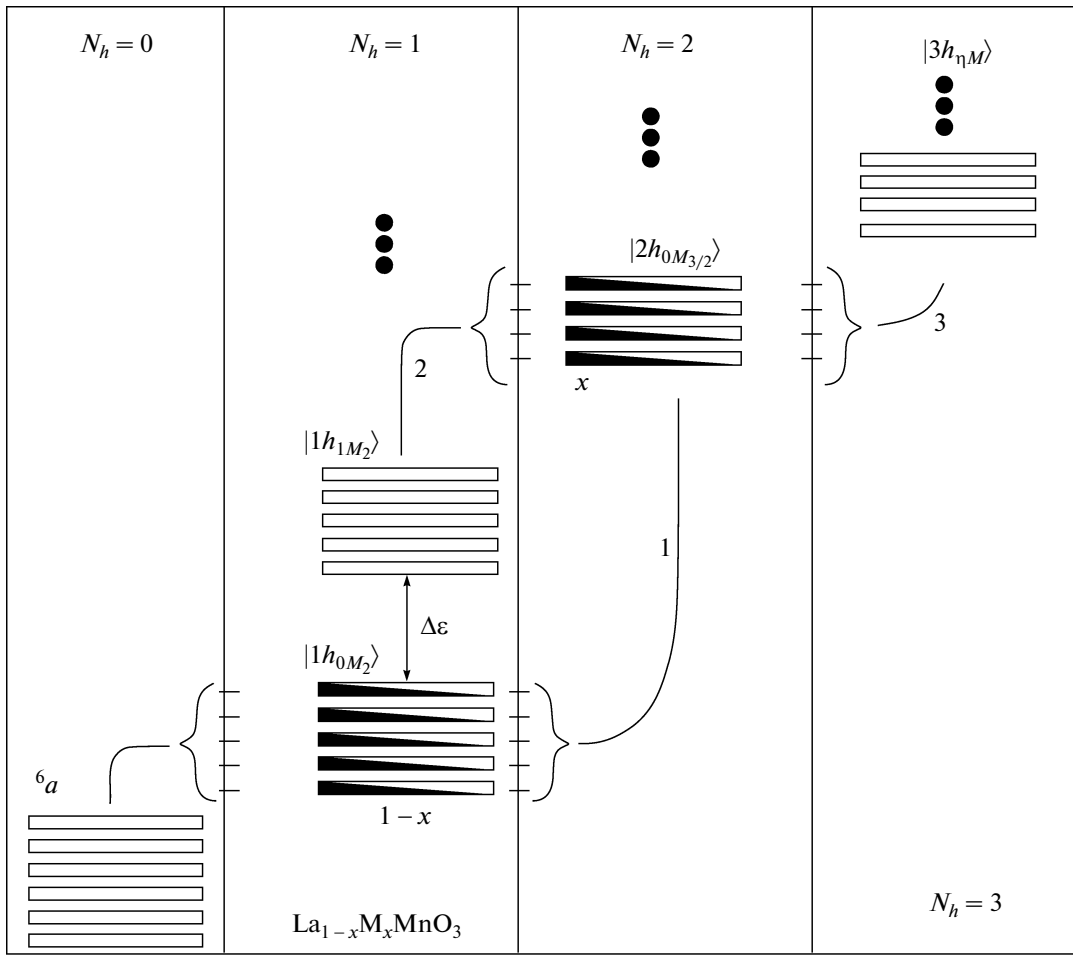 N_h = 0
N_h = 1
N_h = 2
|3h_{ηM}⟩
|2h_{0M_{3/2}}⟩
3
2
x
|1h_{1M_2}⟩
1
Δε
|1h_{0M_2}⟩
^6a
1 – x
La_{1 – x}M_xMnO_3
N_h = 3